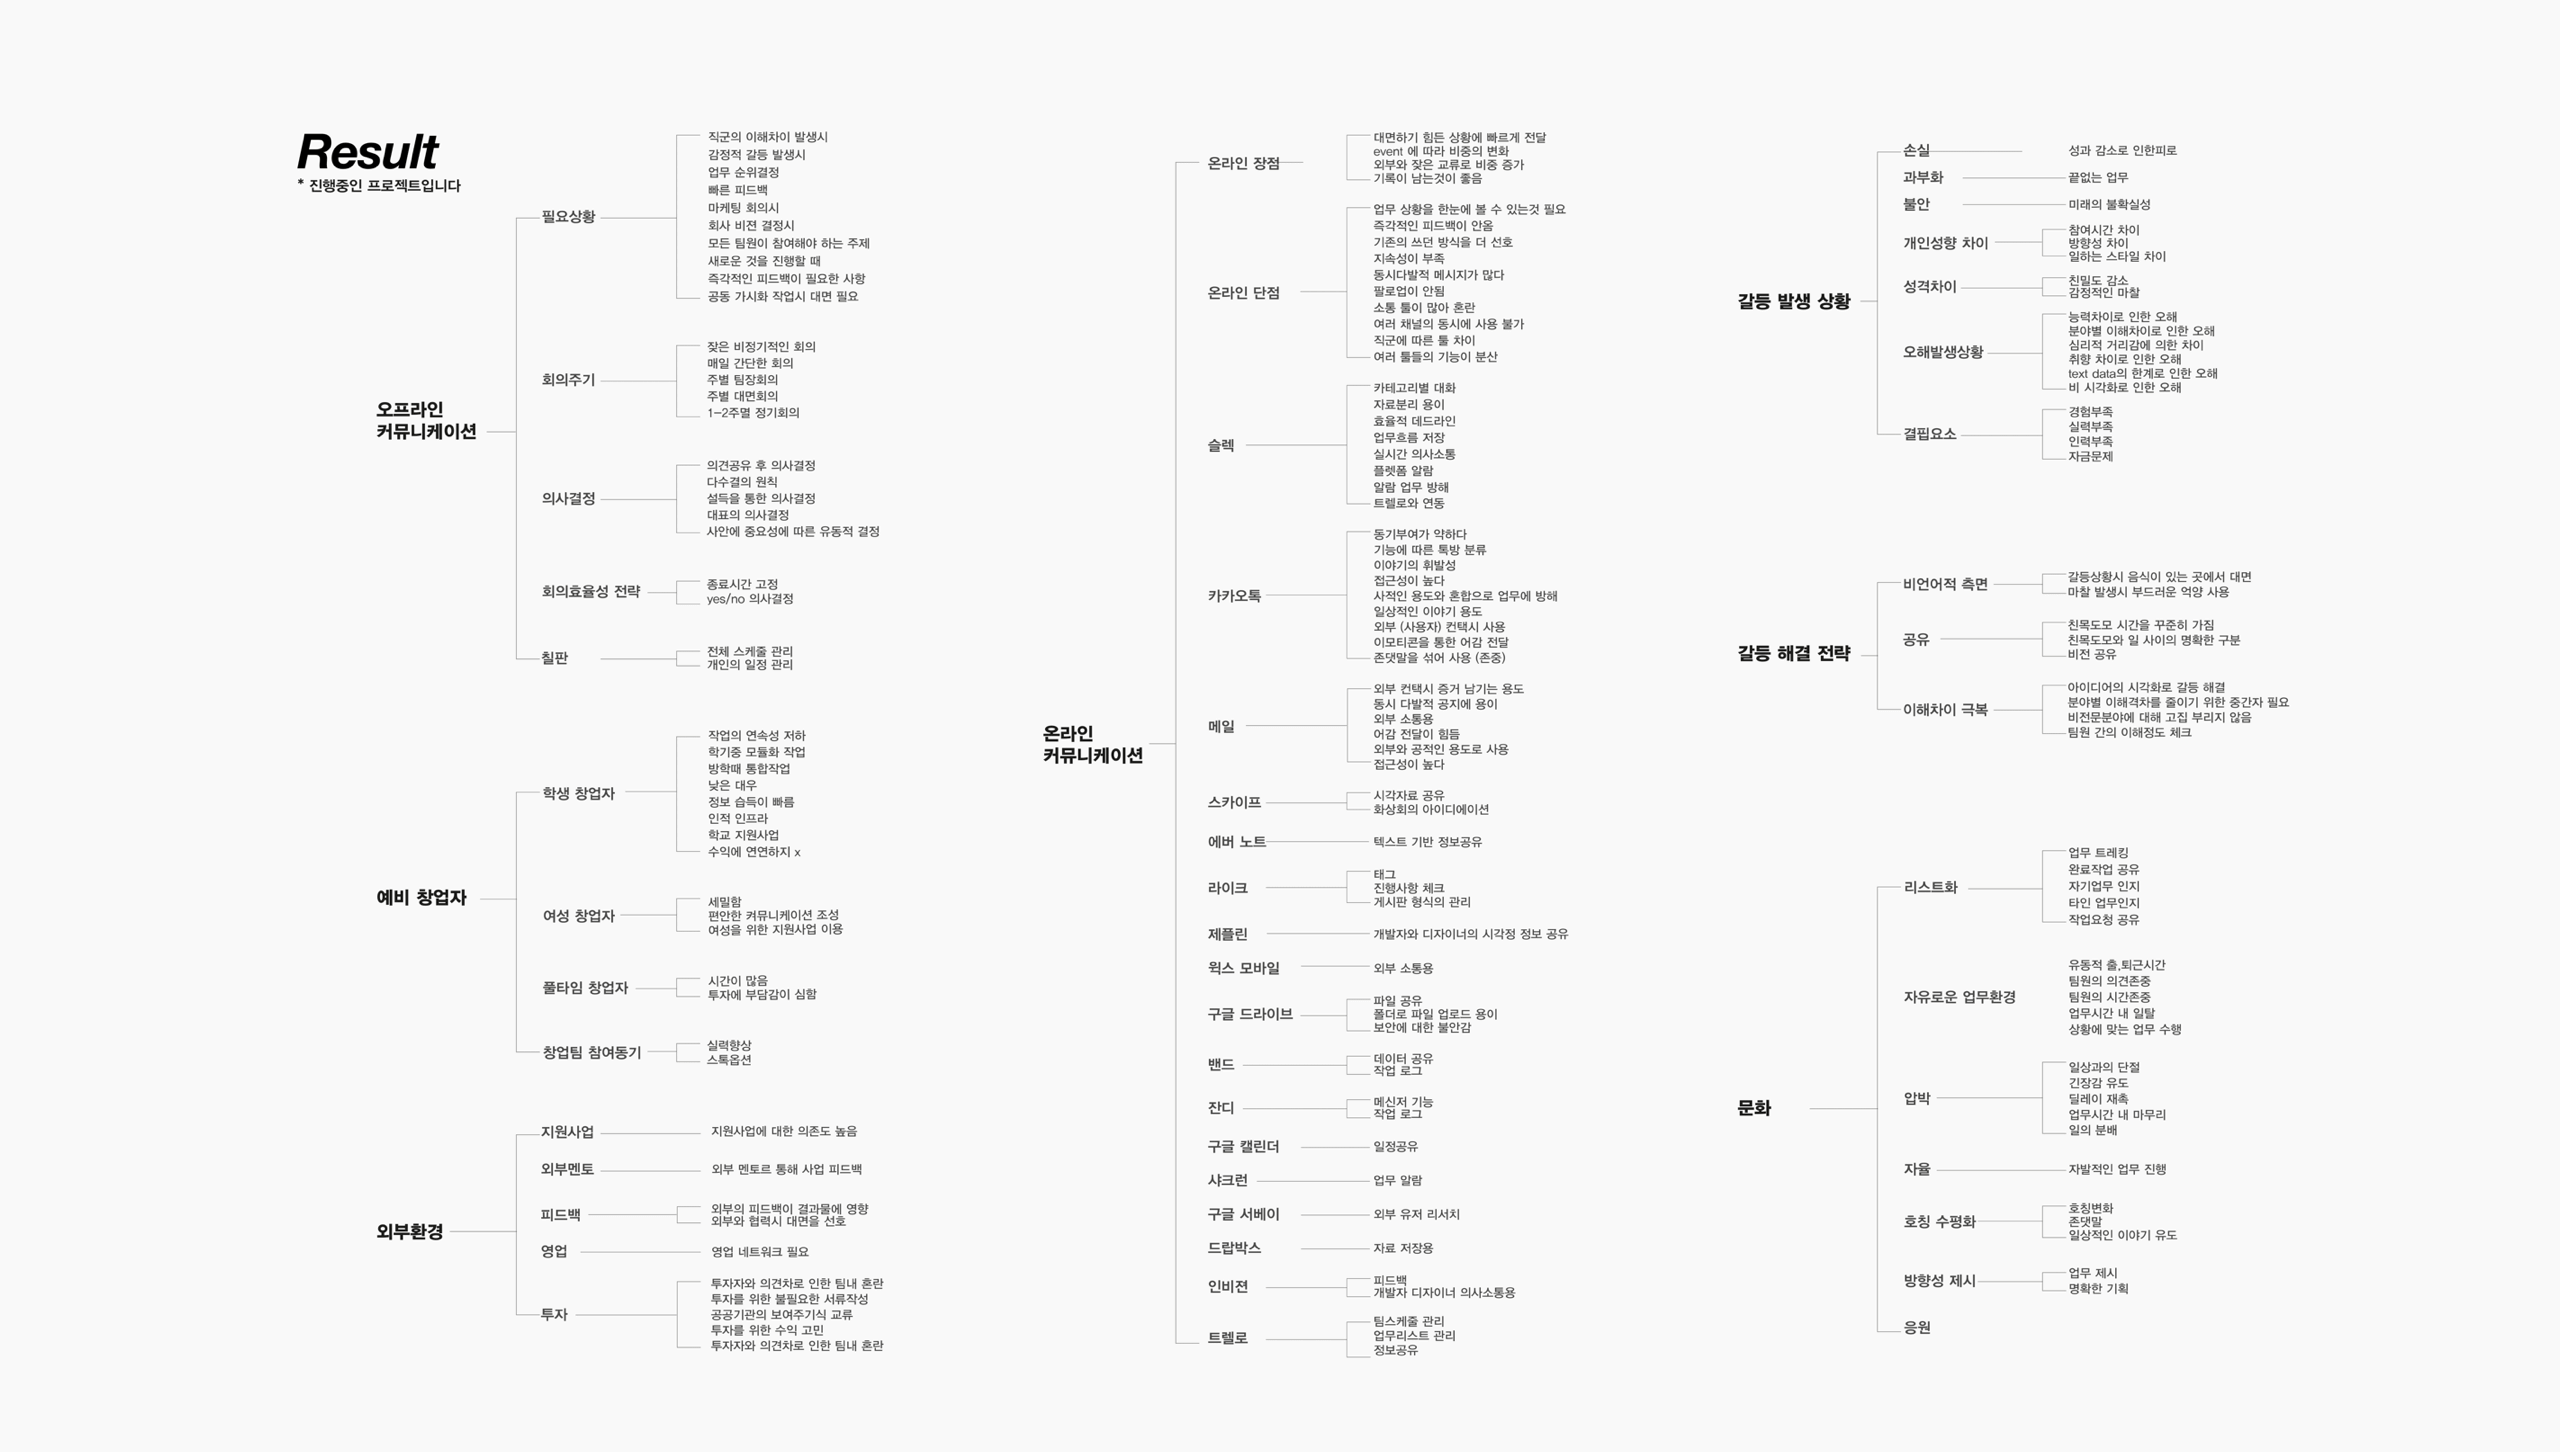 Result
* 진행중인 프로젝트입니다
오프라인
커뮤니케이션
필요상황
직군의 이해차이 발생시
감정적 갈등 발생시
업무 순위결정
빠른 피드백
마케팅 회의시
회사 비젼 결정시
모든 팀원이 참여해야 하는 주제
새로운 것을 진행할 때
즉각적인 피드백이 필요한 사항
공동 가시화 작업시 대면 필요
회의주기
잦은 비정기적인 회의
매일 간단한 회의
주별 팀장회의
주별 대면회의
1-2주몔 정기회의
의사결정
의견공유 후 의사결정
다수결의 원칙
설득을 통한 의사결정
대표의 의사결정
사안에 중요성에 따른 유동적 결정
회의효율성 전략
종료시간 고정
yes/no 의사결정
칠판
전체 스케줄 관리
개인의 일정 관리
예비 창업자
학생 창업자
작업의 연속성 저하
학기중 모듈화 작업
방학때 통합작업
낮은 대우
정보 습득이 빠름
인적 인프라
학교 지원사업
수익에 연연하지 x
여성 창업자
세밀함
편안한 커뮤니케이션 조성
여성을 위한 지원사업 이용
풀타임 창업자
시간이 많음
투자에 부담감이 심함
창업팀 참여동기
실력향상
스톡옵션
외부환경
지원사업
지원사업에 대한 의존도 높음
외부멘토
외부 멘토르 통해 사업 피드백
피드백
외부의 피드백이 결과물에 영향
외부와 협력시 대면을 선호
영업
영업 네트워크 필요
투자
투자자와 의견차로 인한 팀내 혼란
투자를 위한 불필요한 서류작성
공공기관의 보여주기식 교류
투자를 위한 수익 고민
투자자와 의견차로 인한 팀내 혼란
온라인
커뮤니케이션
온라인 장점
대면하기 힘든 상황에 빠르게 전달
event 에 따라 비중의 변화
외부와 잦은 교류로 비중 증가
기록이 남는것이 좋음
온라인 단점
업무 상황을 한눈에 볼 수 있는것 필요
즉각적인 피드백이 안옴
기존의 쓰던 방식을 더 선호
지속성이 부족
동시다발적 메시지가 많다
팔로업이 안됨
소통 툴이 많아 혼란
여러 채널의 동시에 사용 불가
직군에 따른 툴 차이
여러 툴들의 기능이 분산
슬렉
카테고리별 대화
자료분리 용이
효율적 데드라인
업무흐름 저장
실시간 의사소통
플렛폼 알람
알람 업무 방해
트렐로와 연동
카카오톡
동기부여가 약하다
기능에 따른 톡방 분류
이야기의 휘발성
접근성이 높다
사적인 용도와 혼합으로 업무에 방해
일상적인 이야기 용도
외부 (사용자) 컨택시 사용
이모티콘을 통한 어감 전달
존댓말을 섞어 사용 (존중)
메일
외부 컨택시 증거 남기는 용도
동시 다발적 공지에 용이
외부 소통용
어감 전달이 힘듬
외부와 공적인 용도로 사용
접근성이 높다
스카이프
시각자료 공유
화상회의 아이디에이션
에버 노트
텍스트 기반 정보공유
라이크
태그
진행사항 체크
게시판 형식의 관리
제플린
개발자와 디자이너의 시각정 정보 공유
윅스 모바일
외부 소통용
구글 드라이브
파일 공유
폴더로 파일 업로드 용이
보안에 대한 불안감
밴드
데이터 공유
작업 로그
잔디
메신저 기능
작업 로그
구글 캘린더
일정공유
샤크런
업무 알람
구글 서베이
외부 유저 리서치
드랍박스
자료 저장용
인비젼
피드백
개발자 디자이너 의사소통용
트렐로
팀스케줄 관리
업무리스트 관리
정보공유
갈등 발생 상황
손실
성과 감소로 인한피로
과부화
끝없는 업무
불안
미래의 불확실성
개인성향 차이
참여시간 차이
방향성 차이
일하는 스타일 차이
성격차이
친밀도 감소
감정적인 마찰
오해발생상황
능력차이로 인한 오해
분야별 이해차이로 인한 오해
심리적 거리감에 의한 차이
취향 차이로 인한 오해
text data의 한계로 인한 오해
비 시각화로 인한 오해
결핍요소
경험부족
실력부족
인력부족
자금문제
갈등 해결 전략
비언어적 측면
갈등상황시 음식이 있는 곳에서 대면
마찰 발생시 부드러운 억양 사용
공유
친목도모 시간을 꾸준히 가짐
친목도모와 일 사이의 명확한 구분
비전 공유
이해차이 극복
아이디어의 시각화로 갈등 해결
분야별 이해격차를 줄이기 위한 중간자 필요
비전문분야에 대해 고집 부리지 않음
팀원 간의 이해정도 체크
문화
리스트화
업무 트레킹
완료작업 공유
자기업무 인지
타인 업무인지
작업요청 공유
자유로운 업무환경
유동적 출,퇴근시간
팀원의 의견존중
팀원의 시간존중
업무시간 내 일탈
상황에 맞는 업무 수행
압박
일상과의 단절
긴장감 유도
딜레이 재촉
업무시간 내 마무리
일의 분배
자율
자발적인 업무 진행
호칭 수평화
호칭변화
존댓말
일상적인 이야기 유도
방향성 제시
업무 제시
명확한 기획
응원